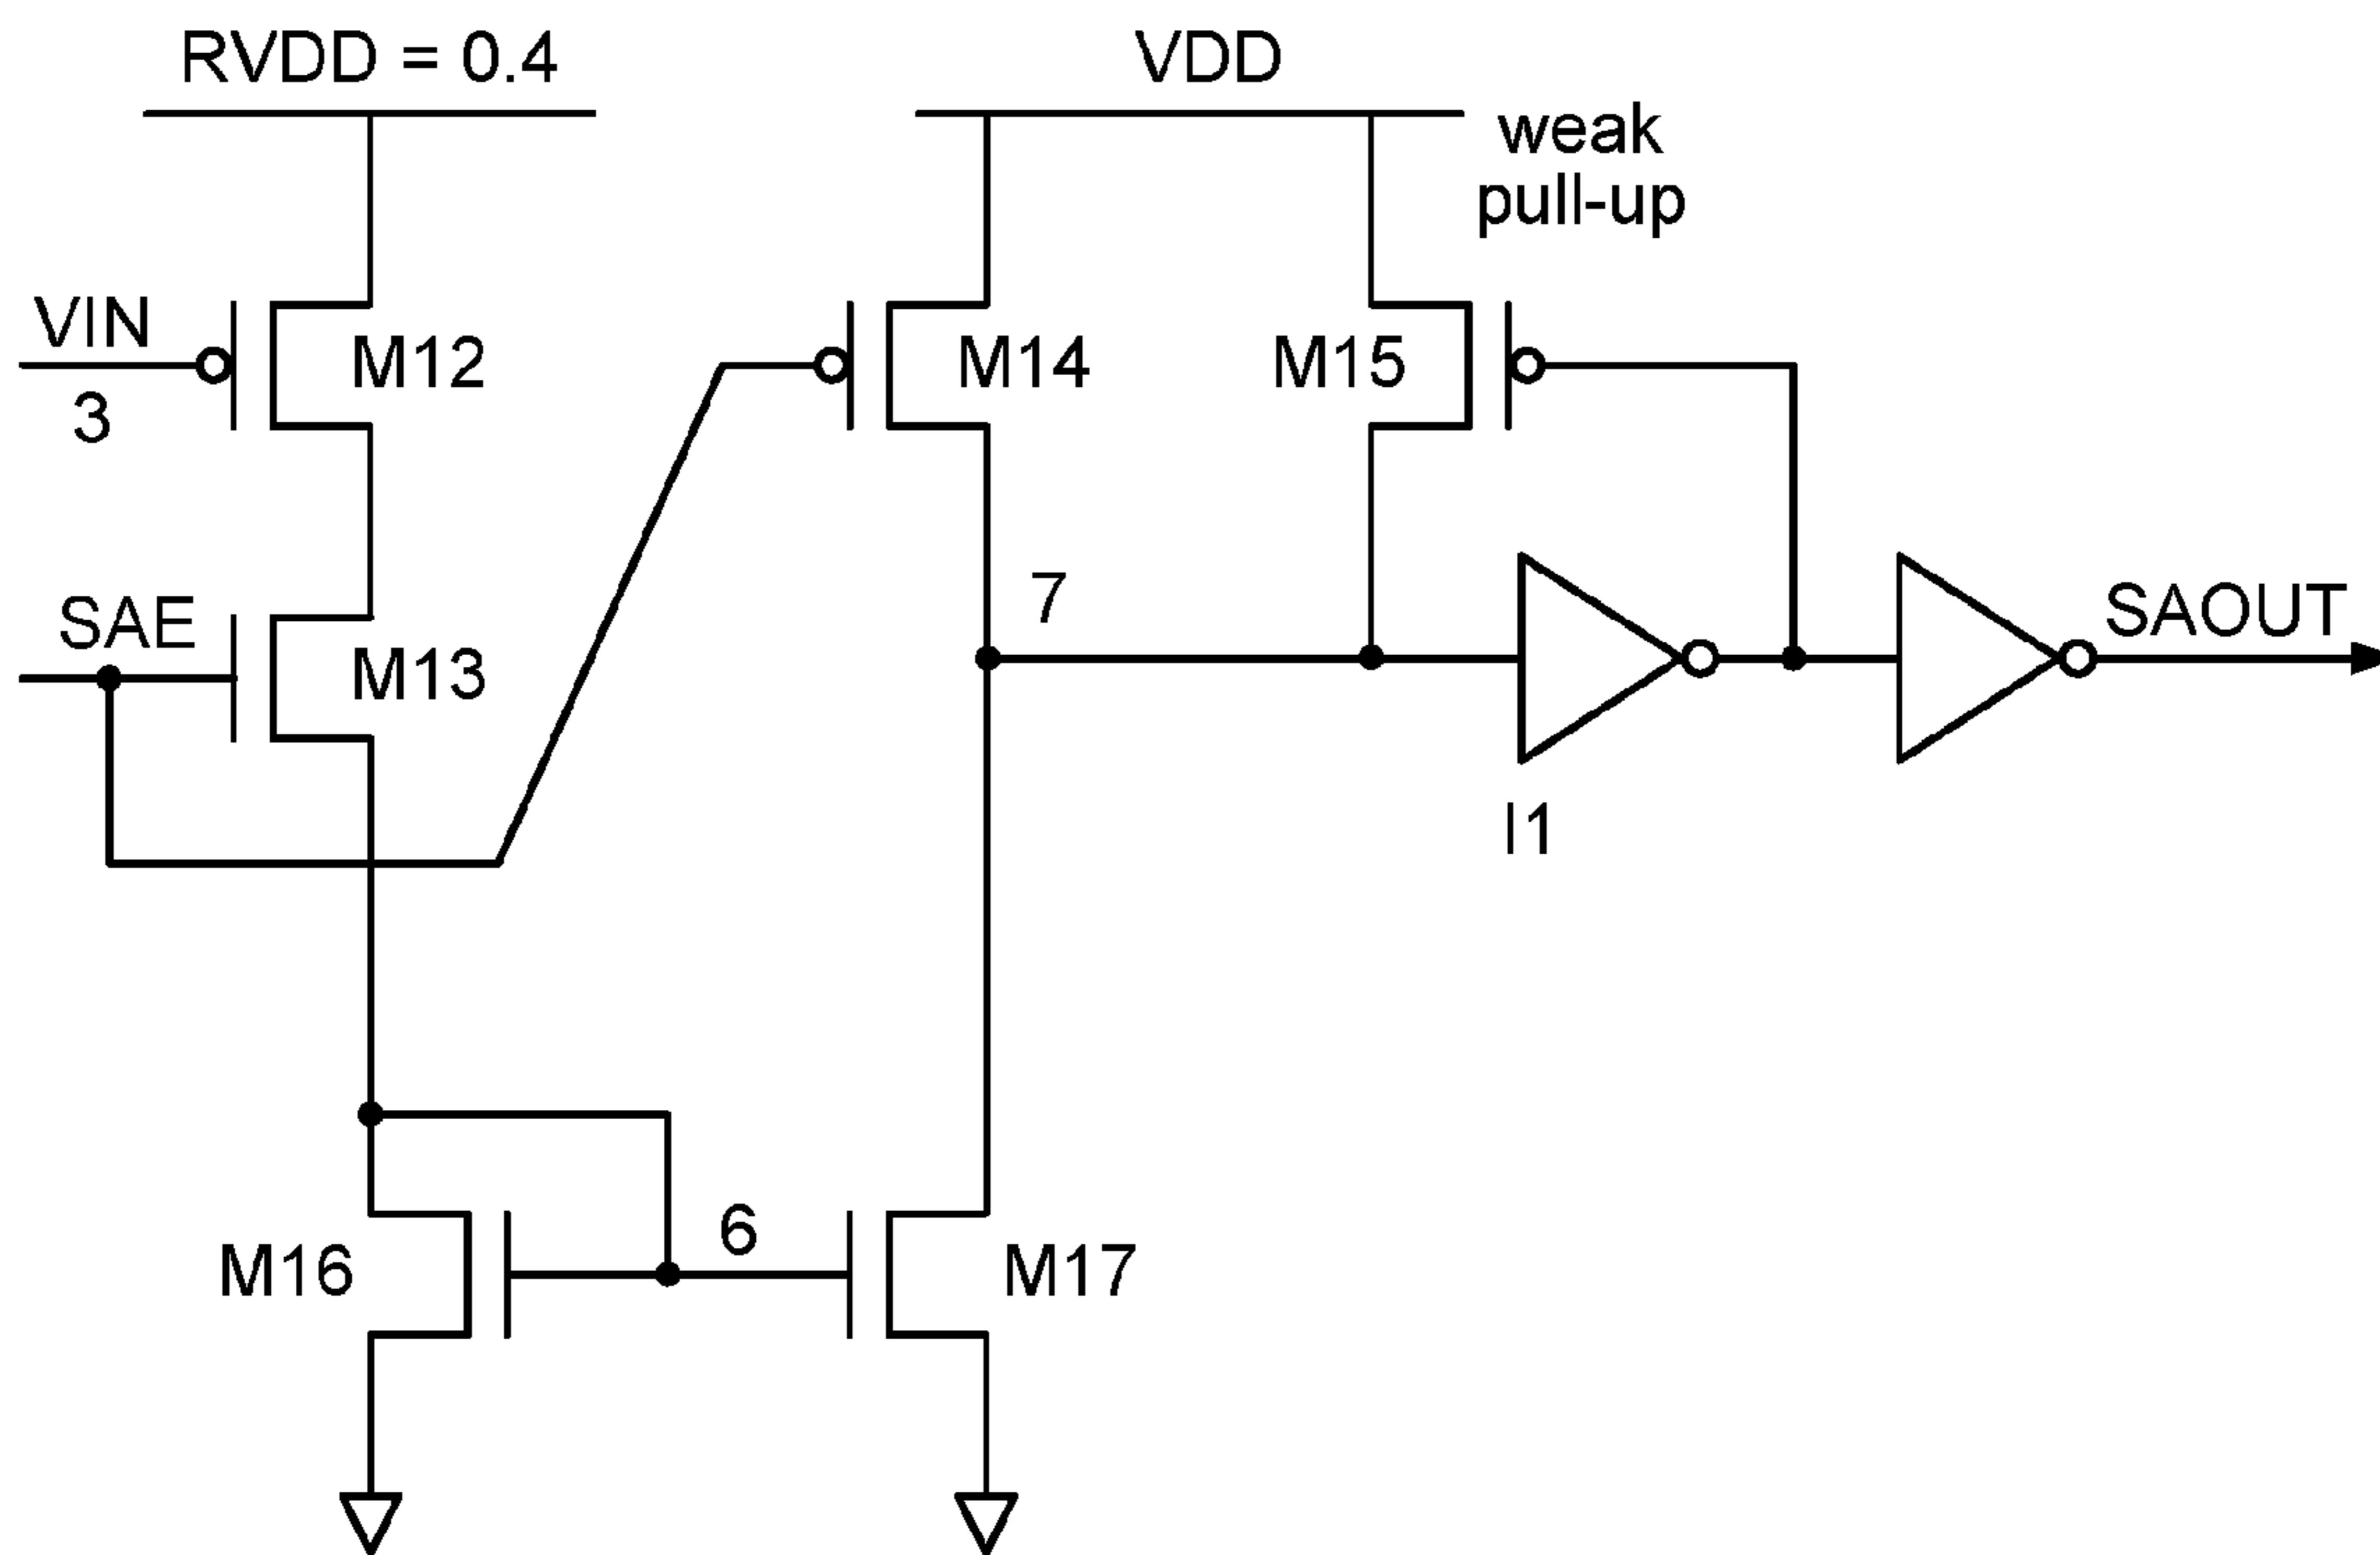 RVDD = 0.4
VDD
weak
pull-up
VIN
3
M12
M14
M15
SAE
M13
7
SAOUT
I1
6
M16
M17